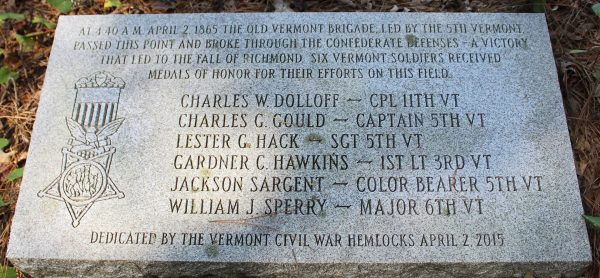 AT 4 40 A.M. APRIL 2 1865 THE OLD VERMONT BRIGADE, LED BY THE 5TH VERMONT,
PASSED THIS POINT AND BROKE THROUGH THE CONFEDERATE DEFENSES - A VICTORY
THAT LED TO THE FALL OF RICHMOND. SIX VERMONT SOLDIERS RECEIVED
MEDALS OF HONOR FOR THEIR EFFORTS ON THIS FIELD.
CHARLES W. DOLLOFF ~ CPL 11TH VT
CHARLES G. GOULD ~ CAPTAIN 5TH VT
LESTER G. HACK ~ SGT 5TH VT
GARDNER C. HAWKINS ~ 1ST LT 3RD VT
JACKSON SARGENT ~ COLOR BEARER 5TH VT
WILLIAM J. SPERRY ~ MAJOR 6TH VT
DEDICATED BY THE VERMONT CIVIL WAR HEMLOCKS APRIL 2, 2015